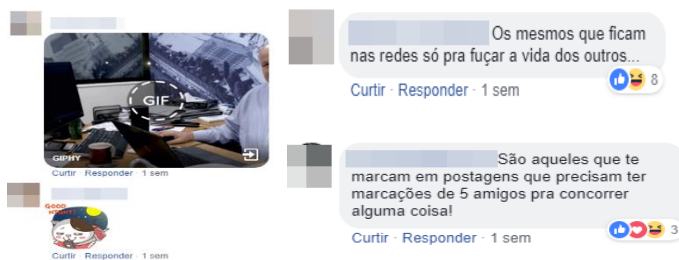 GIF
GIPHY
Curtir · Responder · 1 sem
GOOD
NIGHT!
Curtir · Responder · 1 sem
Os mesmos que ficam
nas redes só pra fuçar a vida dos outros...
8
Curtir · Responder · 1 sem
São aqueles que te
marcam em postagens que precisam ter
marcações de 5 amigos pra concorrer
alguma coisa!
3
Curtir · Responder · 1 sem